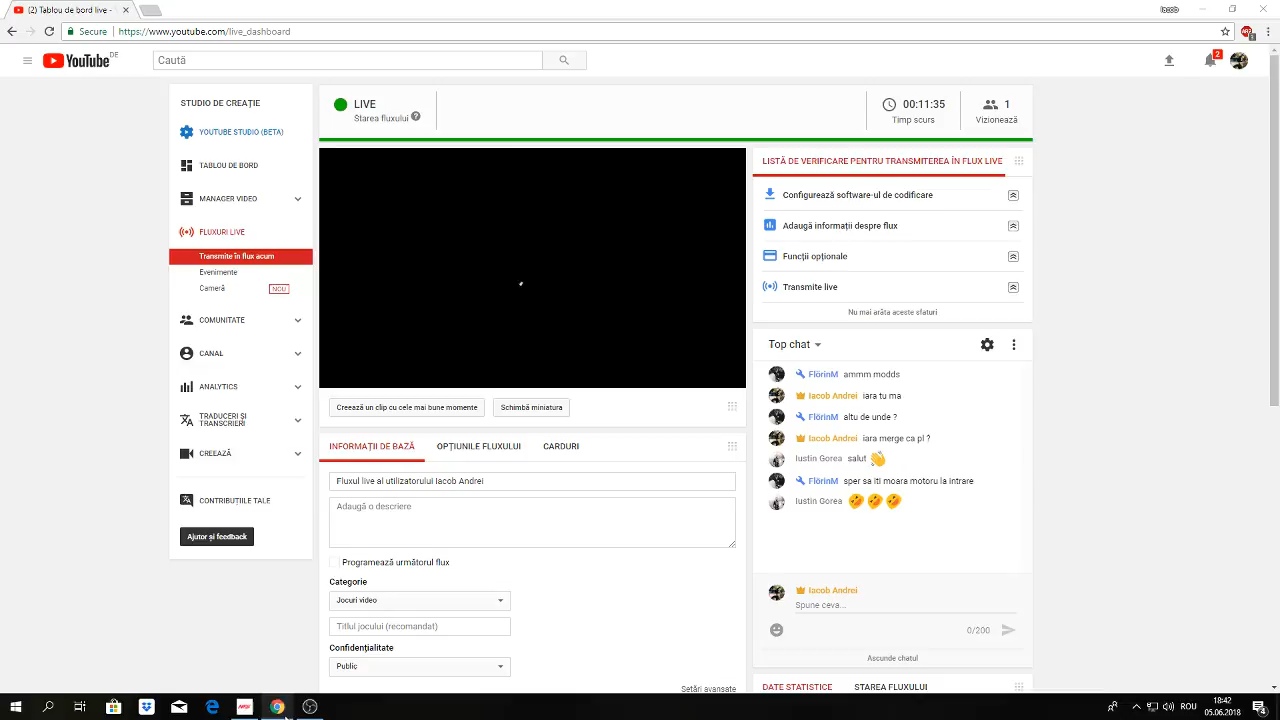 (2) Tablou de bord live -
Iacob
Secure
https://www.youtube.com/live_dashboard
YouTube DE
Caută
2
STUDIO DE CREAȚIE
YOUTUBE STUDIO (BETA)
TABLOU DE BORD
MANAGER VIDEO
FLUXURI LIVE
Transmite în flux acum
Evenimente
Cameră
NOU
COMUNITATE
CANAL
ANALYTICS
TRADUCERI ȘI
TRANSCRIERI
CREEAZĂ
CONTRIBUȚIILE TALE
Ajutor și feedback
LIVE
Starea fluxului
00:11:35
Timp scurs
1
Vizionează
Creează un clip cu cele mai bune momente
Schimbă miniatura
INFORMAȚII DE BAZĂ
OPȚIUNILE FLUXULUI
CARDURI
Fluxul live al utilizatorului Iacob Andrei
Adaugă o descriere
Programează următorul flux
Categorie
Jocuri video
Titlul jocului (recomandat)
Confidențialitate
Public
Setări avansate
LISTĂ DE VERIFICARE PENTRU TRANSMITEREA ÎN FLUX LIVE
Configurează software-ul de codificare
Adaugă informații despre flux
Funcții opționale
Transmite live
Nu mai arăta aceste sfaturi
Top chat
FlörinM ammm modds
Iacob Andrei iara tu ma
FlörinM altu de unde ?
Iacob Andrei iara merge ca pl ?
Iustin Gorea salut
FlörinM sper sa iti moara motoru la intrare
Iustin Gorea
Iacob Andrei
Spune ceva...
0/200
Ascunde chatul
DATE STATISTICE
STAREA FLUXULUI
ROU
18:42
05.06.2018